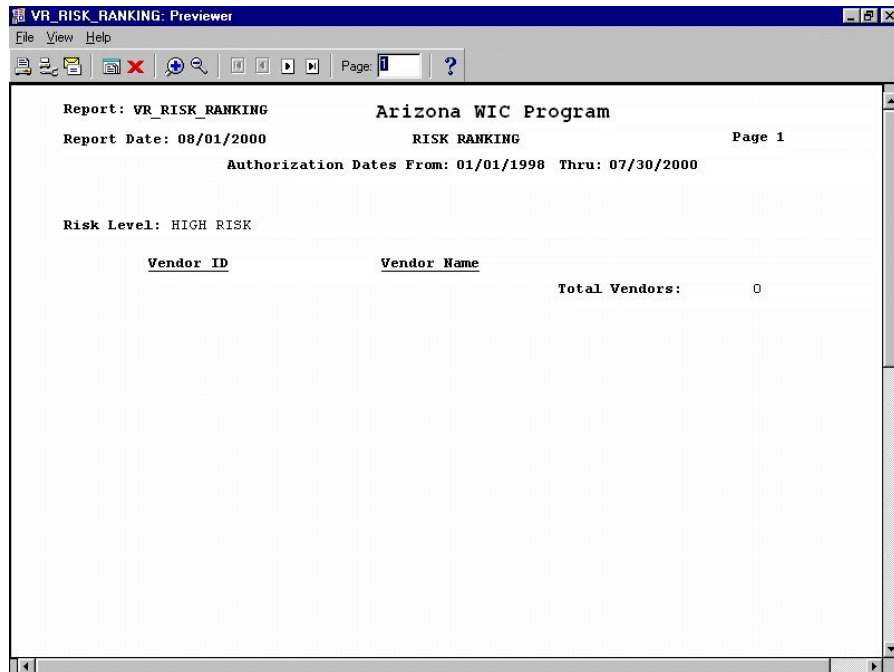 VR_RISK_RANKING: Previewer
File View Help
Page: 1
Report: VR_RISK_RANKING Arizona WIC Program
Report Date: 08/01/2000 RISK RANKING Page 1
Authorization Dates From: 01/01/1998 Thru: 07/30/2000
Risk Level: HIGH RISK
Vendor ID Vendor Name
Total Vendors: 0